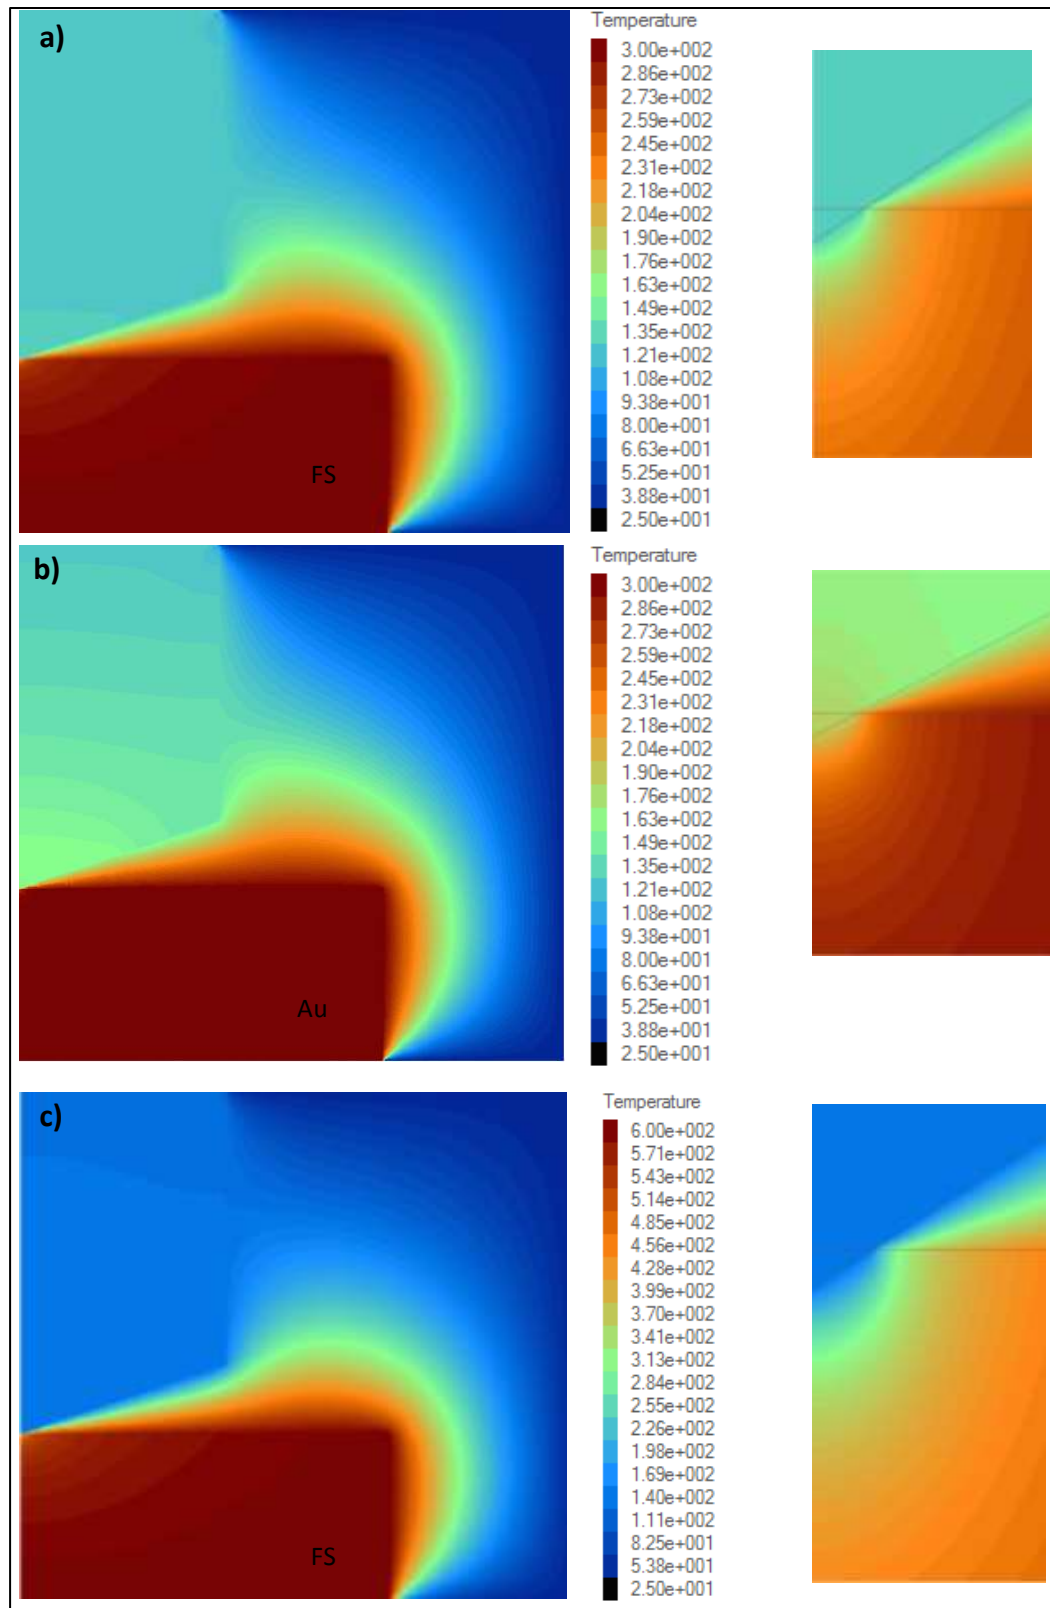 a)
Temperature
3.00e+002
2.86e+002
2.73e+002
2.59e+002
2.45e+002
2.31e+002
2.18e+002
2.04e+002
1.90e+002
1.76e+002
1.63e+002
1.49e+002
1.35e+002
1.21e+002
1.08e+002
9.38e+001
8.00e+001
6.63e+001
5.25e+001
3.88e+001
2.50e+001
FS
b)
Temperature
3.00e+002
2.86e+002
2.73e+002
2.59e+002
2.45e+002
2.31e+002
2.18e+002
2.04e+002
1.90e+002
1.76e+002
1.63e+002
1.49e+002
1.35e+002
1.21e+002
1.08e+002
9.38e+001
8.00e+001
6.63e+001
5.25e+001
3.88e+001
2.50e+001
Au
c)
Temperature
6.00e+002
5.71e+002
5.43e+002
5.14e+002
4.85e+002
4.56e+002
4.28e+002
3.99e+002
3.70e+002
3.41e+002
3.13e+002
2.84e+002
2.55e+002
2.26e+002
1.98e+002
1.69e+002
1.40e+002
1.11e+002
8.25e+001
5.38e+001
2.50e+001
FS